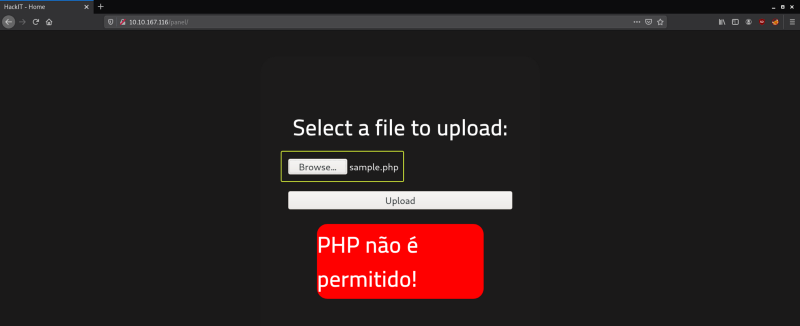 HackIT - Home
10.10.167.116/panel/
Select a file to upload:
Browse... sample.php
Upload
PHP não é
permitido!